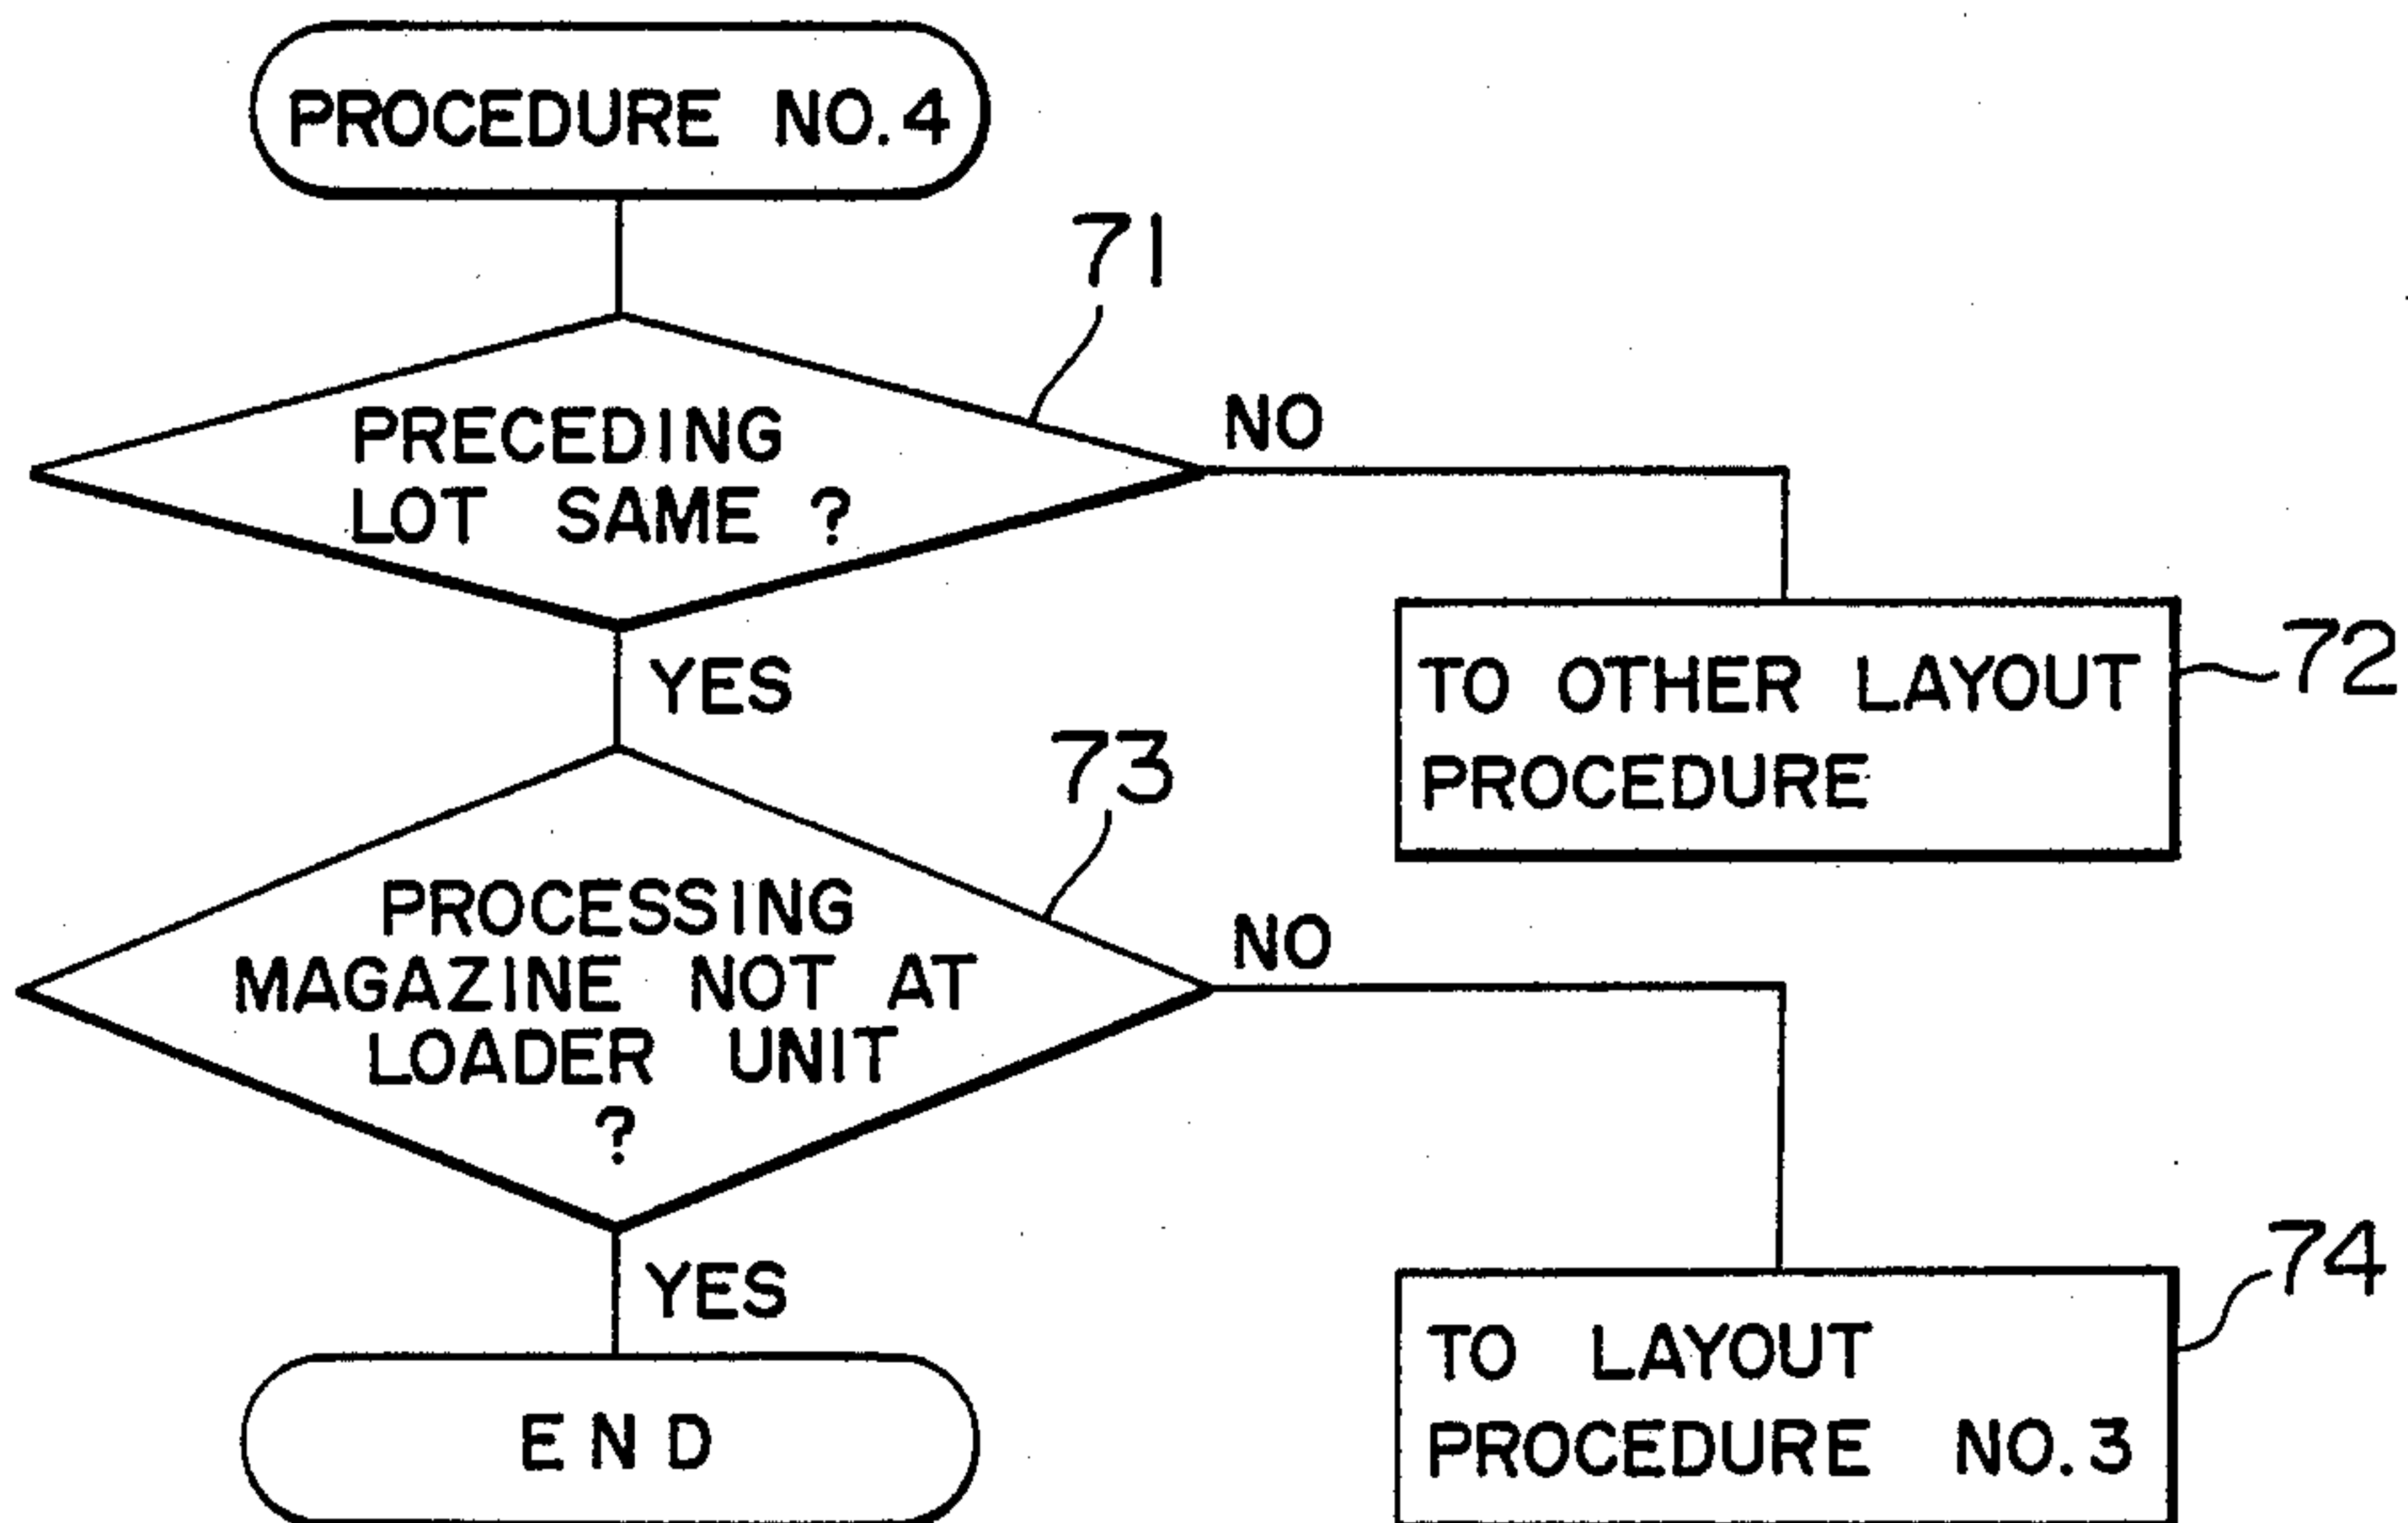 PROCEDURE NO.4
71
PRECEDING
LOT SAME ?
NO
YES
TO OTHER LAYOUT
PROCEDURE
72
73
PROCESSING
MAGAZINE NOT AT
LOADER UNIT
?
NO
YES
TO LAYOUT
PROCEDURE NO.3
74
END